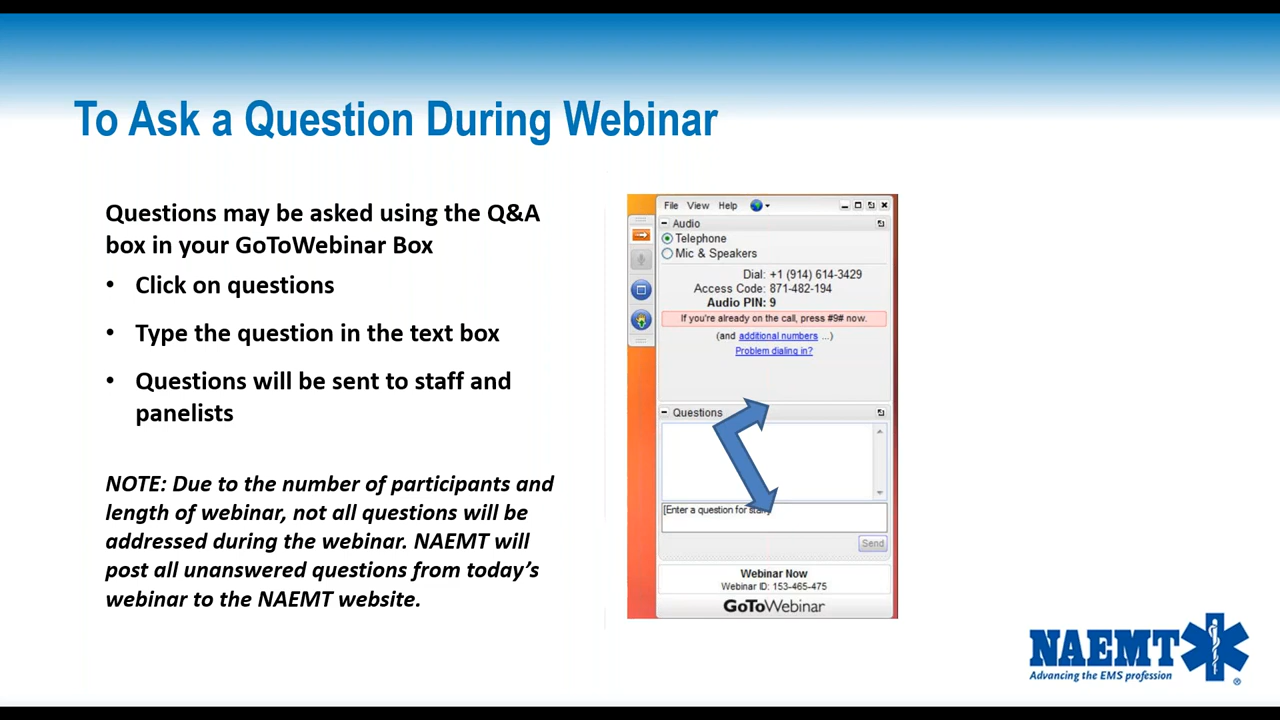 To Ask a Question During Webinar
Questions may be asked using the Q&A
box in your GoToWebinar Box
• Click on questions
• Type the question in the text box
• Questions will be sent to staff and
panelists
NOTE: Due to the number of participants and
length of webinar, not all questions will be
addressed during the webinar. NAEMT will
post all unanswered questions from today’s
webinar to the NAEMT website.
File View Help
Audio
Telephone
Mic & Speakers
Dial: +1 (914) 614-3429
Access Code: 871-482-194
Audio PIN: 9
If you're already on the call, press #9# now.
(and additional numbers ...)
Problem dialing in?
Questions
[Enter a question for
Send
Webinar Now
Webinar ID: 153-465-475
GoToWebinar
NAEMT
Advancing the EMS profession